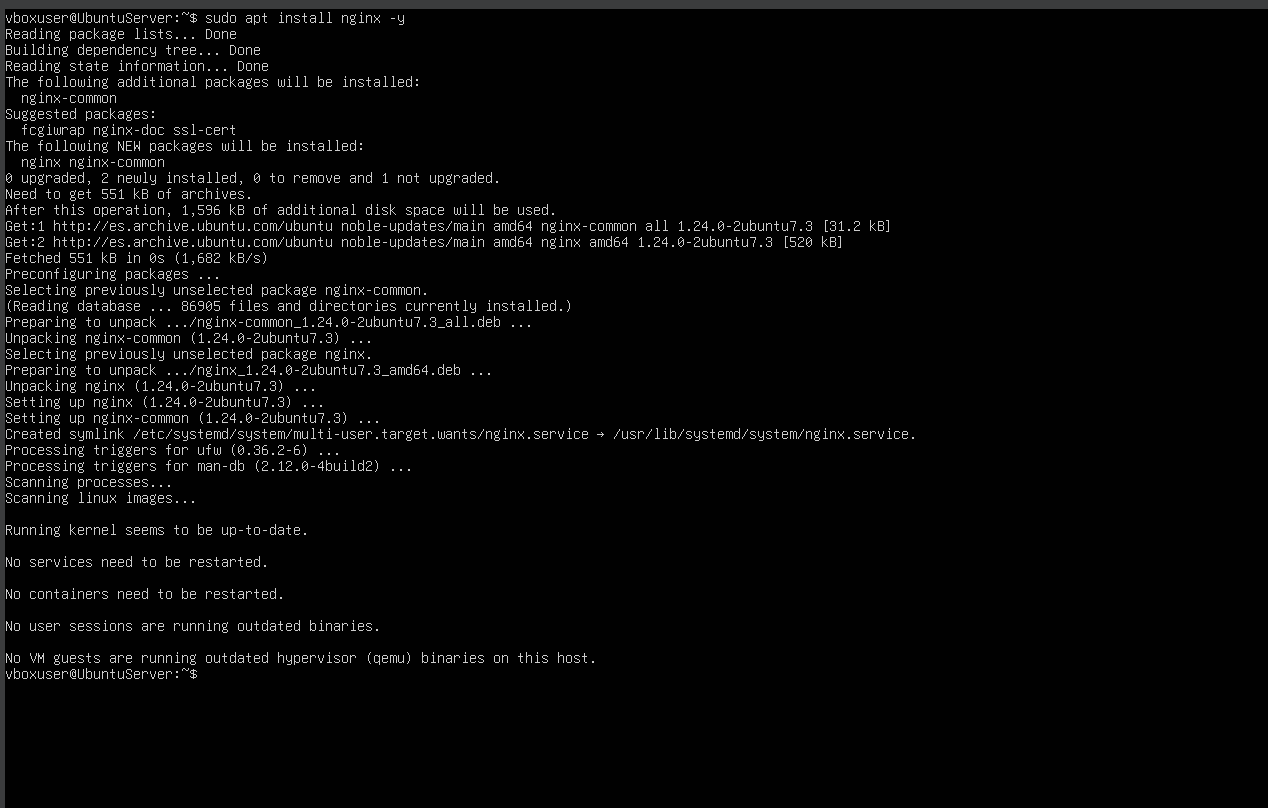 vboxuser@UbuntuServer:~$ sudo apt install nginx -y
Reading package lists... Done
Building dependency tree... Done
Reading state information... Done
The following additional packages will be installed:
  nginx-common
Suggested packages:
  fcgiwrap nginx-doc ssl-cert
The following NEW packages will be installed:
  nginx nginx-common
0 upgraded, 2 newly installed, 0 to remove and 1 not upgraded.
Need to get 551 kB of archives.
After this operation, 1,596 kB of additional disk space will be used.
Get:1 http://es.archive.ubuntu.com/ubuntu noble-updates/main amd64 nginx-common all 1.24.0-2ubuntu7.3 [31.2 kB]
Get:2 http://es.archive.ubuntu.com/ubuntu noble-updates/main amd64 nginx amd64 1.24.0-2ubuntu7.3 [520 kB]
Fetched 551 kB in 0s (1,682 kB/s)
Preconfiguring packages ...
Selecting previously unselected package nginx-common.
(Reading database ... 86905 files and directories currently installed.)
Preparing to unpack .../nginx-common_1.24.0-2ubuntu7.3_all.deb ...
Unpacking nginx-common (1.24.0-2ubuntu7.3) ...
Selecting previously unselected package nginx.
Preparing to unpack .../nginx_1.24.0-2ubuntu7.3_amd64.deb ...
Unpacking nginx (1.24.0-2ubuntu7.3) ...
Setting up nginx (1.24.0-2ubuntu7.3) ...
Setting up nginx-common (1.24.0-2ubuntu7.3) ...
Created symlink /etc/systemd/system/multi-user.target.wants/nginx.service → /usr/lib/systemd/system/nginx.service.
Processing triggers for ufw (0.36.2-6) ...
Processing triggers for man-db (2.12.0-4build2) ...
Scanning processes...
Scanning linux images...
Running kernel seems to be up-to-date.
No services need to be restarted.
No containers need to be restarted.
No user sessions are running outdated binaries.
No VM guests are running outdated hypervisor (qemu) binaries on this host.
vboxuser@UbuntuServer:~$